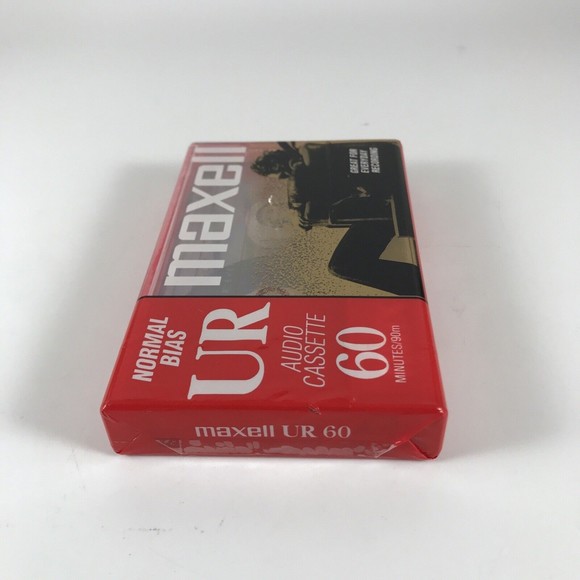 maxell
GREAT FOR
EVERYDAY
RECORDING
NORMAL
BIAS
UR
AUDIO
CASSETTE
60
MINUTES/90m
maxell UR 60